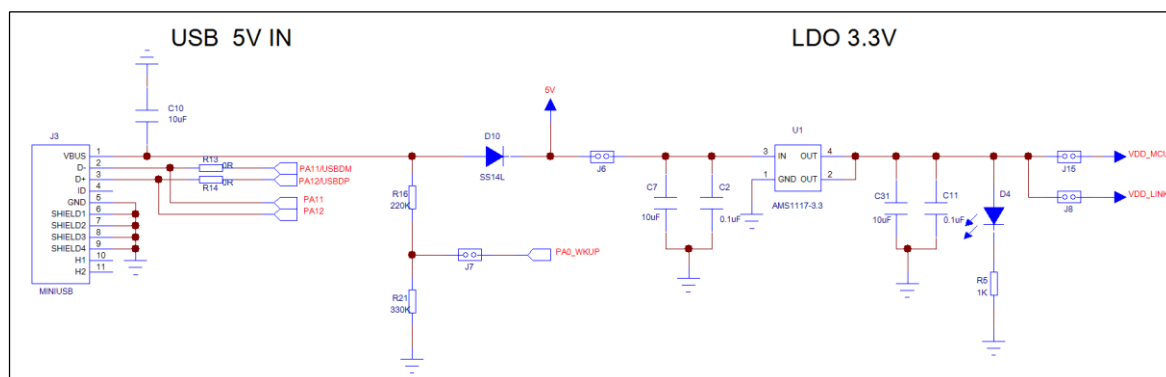 USB 5V IN
LDO 3.3V
C10
10uF
J3
VBUS 1
D- 2
D+ 3
ID 4
GND 5
SHIELD1 6
SHIELD2 7
SHIELD3 8
SHIELD4 9
H1 10
H2 11
MINIUSB
R13 0R
R14 0R
PA11/USBDM
PA12/USBDP
PA11
PA12
R16
220K
R21
330K
J7
PA0_WKUP
D10
SS14L
5V
J6
C7
10uF
C2
0.1uF
U1
3 IN OUT 4
1 GND OUT 2
AMS1117-3.3
C31
10uF
C11
0.1uF
D4
R5
1K
J15
VDD_MCU
J8
VDD_LINK